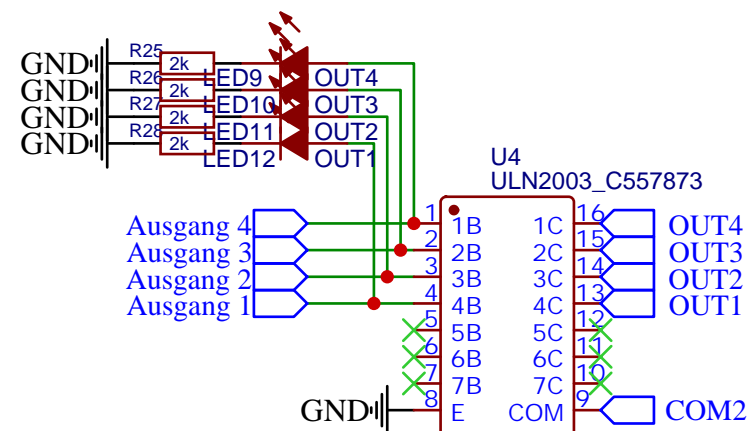 R25
GND 2k LED9 OUT4
R26
GND 2k LED10 OUT3
R27
GND 2k LED11 OUT2
R28
GND 2k LED12 OUT1
U4
ULN2003_C557873
Ausgang 4 1 1B 1C 16 OUT4
Ausgang 3 2 2B 2C 15 OUT3
Ausgang 2 3 3B 3C 14 OUT2
Ausgang 1 4 4B 4C 13 OUT1
5 5B 5C 12
6 6B 6C 11
7 7B 7C 10
GND 8 E COM 9 COM2